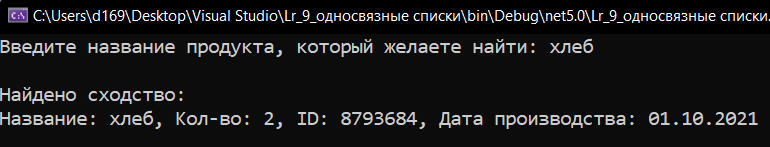 C:\Users\d169\Desktop\Visual Studio\Lr_9_односвязные списки\bin\Debug\net5.0\Lr_9_односвязные списки.
Введите название продукта, который желаете найти: хлеб
Найдено сходство:
Название: хлеб, Кол-во: 2, ID: 8793684, Дата производства: 01.10.2021